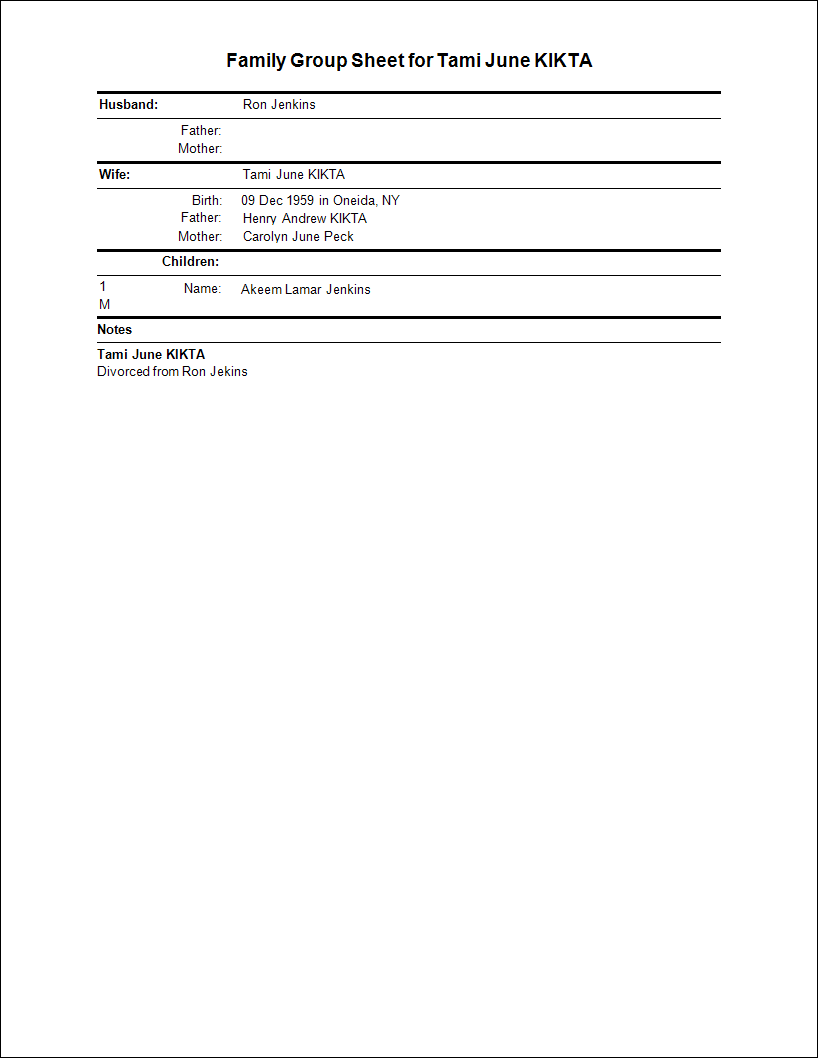 Family Group Sheet for Tami June KIKTA
Husband: Ron Jenkins
Father:
Mother:
Wife: Tami June KIKTA
Birth: 09 Dec 1959 in Oneida, NY
Father: Henry Andrew KIKTA
Mother: Carolyn June Peck
Children:
1 Name: Akeem Lamar Jenkins
M
Notes
Tami June KIKTA
Divorced from Ron Jekins